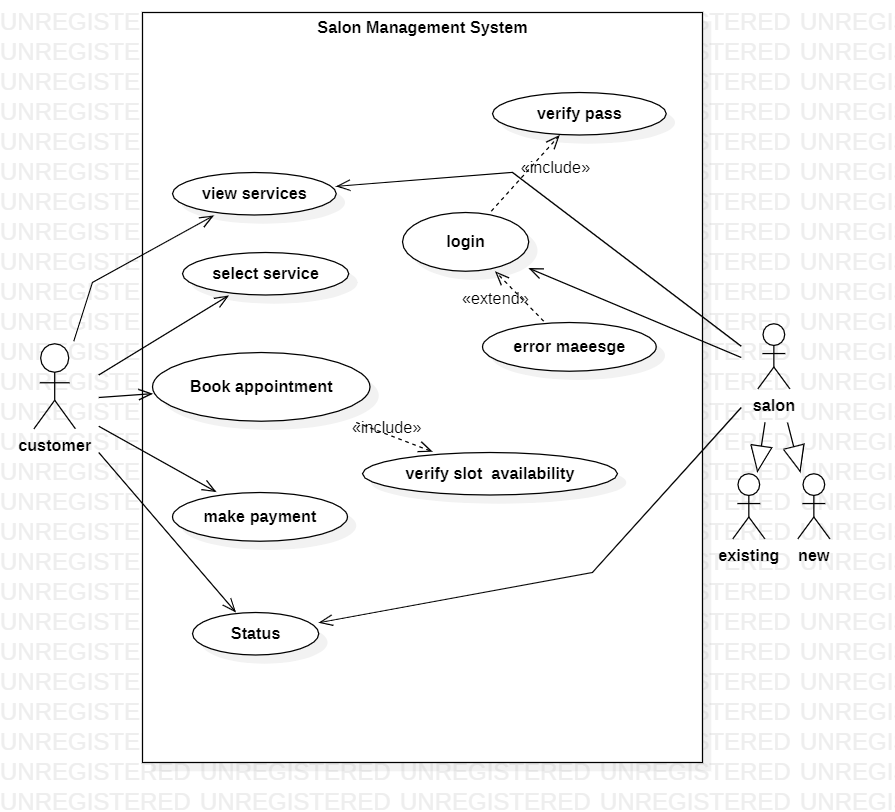 Salon Management System
verify pass
«include»
view services
login
select service
«extend»
error maeesge
Book appointment
salon
«include»
customer
verify slot  availability
make payment
existing
new
Status
UNREGISTERED UNREGISTERED UNREGISTERED UNREGISTERED UNREGI